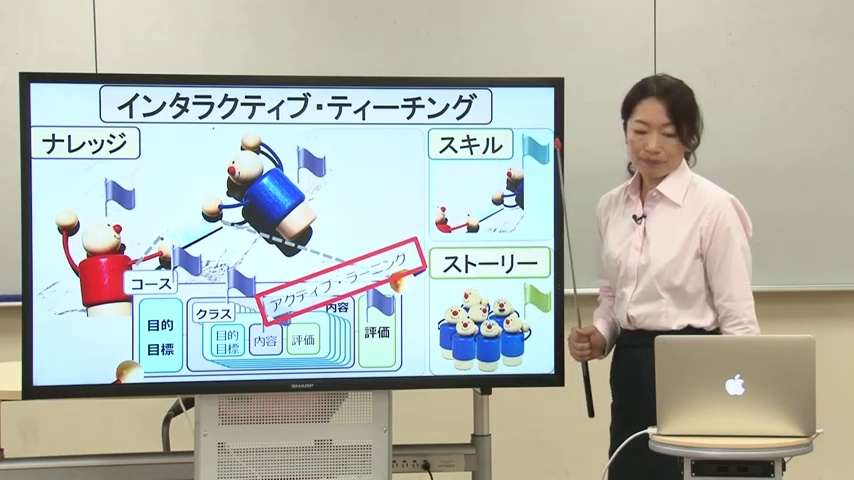 インタラクティブ・ティーチング
ナレッジ
スキル
ストーリー
コース
アクティブ・ラーニング
クラス
内容
目的
目標
目的
目標
内容
評価
評価
SHARP